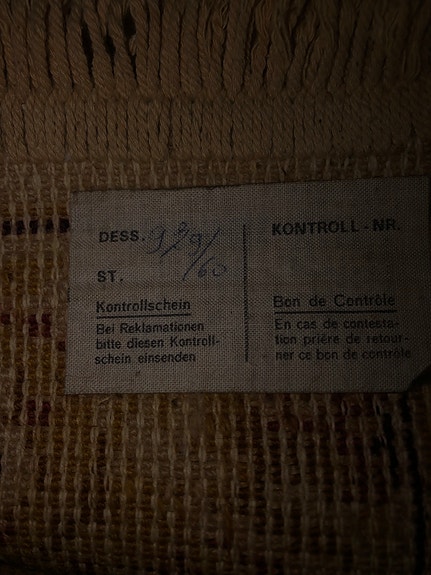 DESS. 929/
ST. /60
Kontrollschein
Bei Reklamationen
bitte diesen Kontroll-
schein einsenden
KONTROLL - NR.
Bon de Contrôle
En cas de contesta-
tion prière de retour-
ner ce bon de contrôle